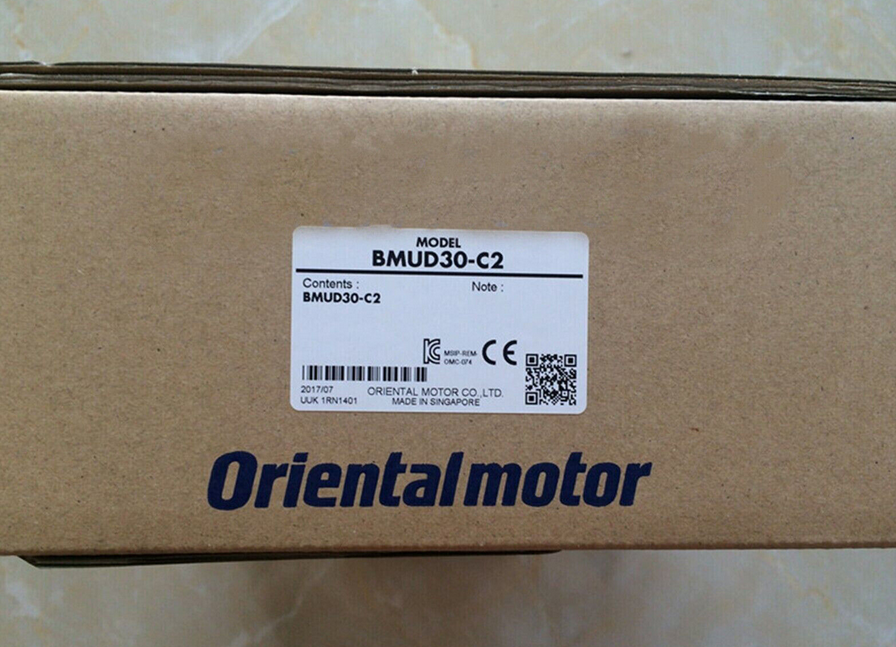 MODEL
BMUD30-C2
Contents : Note :
BMUD30-C2
MSIP-REM-
OMC-074
CE
2017/07 ORIENTAL MOTOR CO.,LTD.
UUK 1RN1401 MADE IN SINGAPORE
Orientalmotor